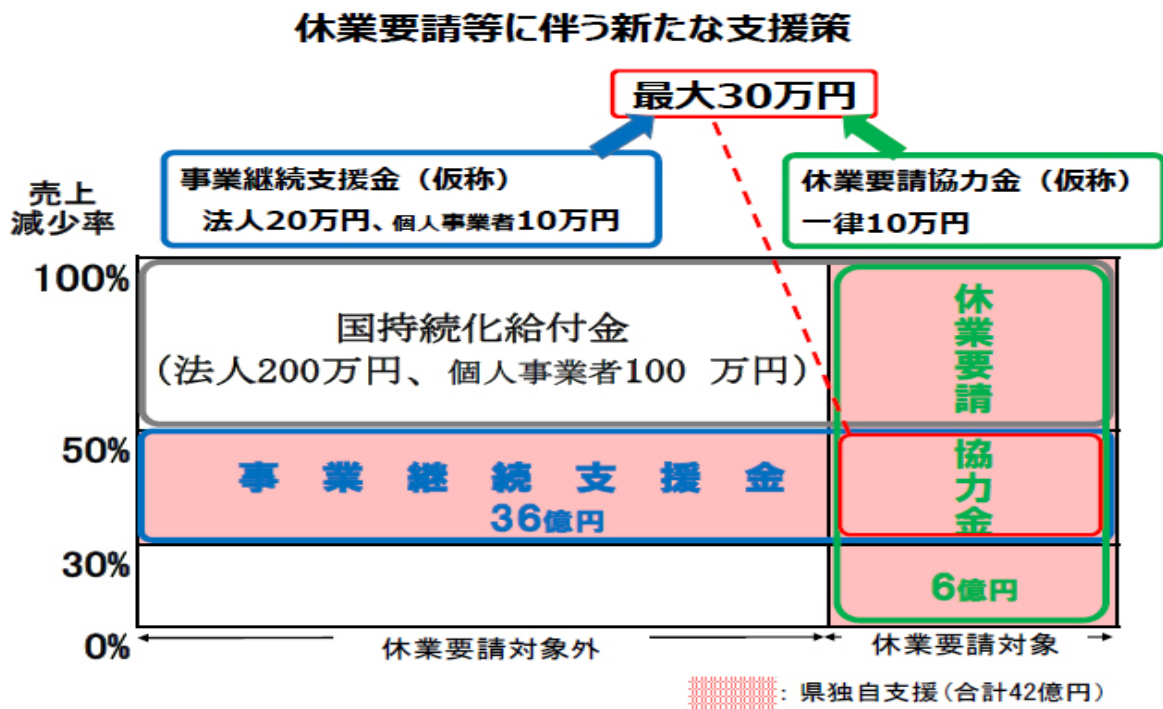 休業要請等に伴う新たな支援策
最大30万円
事業継続支援金（仮称）
法人20万円、個人事業者10万円
休業要請協力金（仮称）
一律10万円
売上
減少率
100%
50%
30%
0%
国持続化給付金
（法人200万円、個人事業者100 万円）
事業継続支援金
36億円
休業要請
協力金
6億円
休業要請対象外
休業要請対象
：県独自支援（合計42億円）